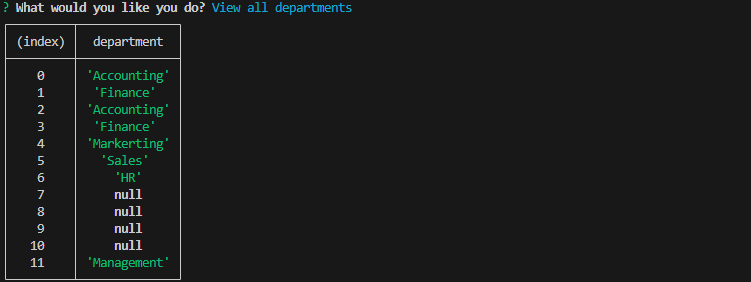 ? What would you like you do? View all departments
(index) department
0 'Accounting'
1 'Finance'
2 'Accounting'
3 'Finance'
4 'Markerting'
5 'Sales'
6 'HR'
7 null
8 null
9 null
10 null
11 'Management'